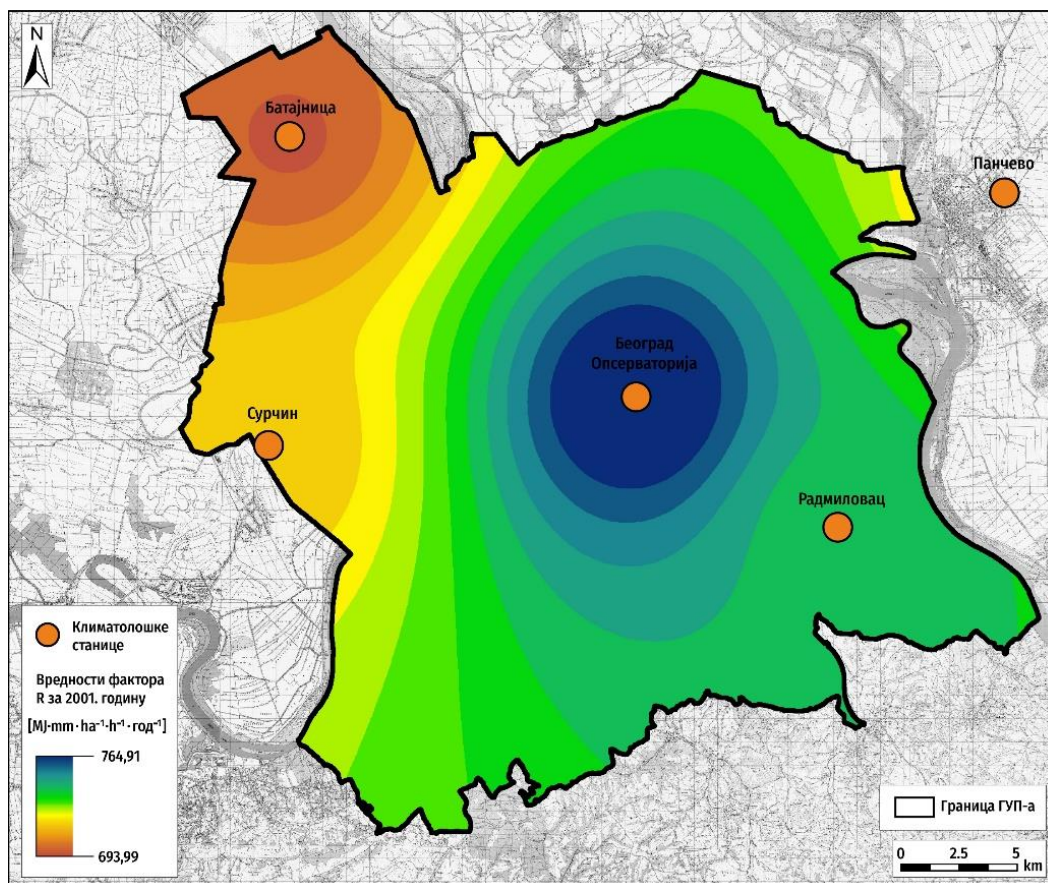 N
Батајница
Панчево
Београд
Опсерваторија
Сурчин
Радмиловац
Климатолошке
станице
Вредности фактора
R за 2001. годину
[MJ·mm·ha⁻¹·h⁻¹·год⁻¹]
764,91
693,99
Граница ГУП-а
0 2.5 5
km